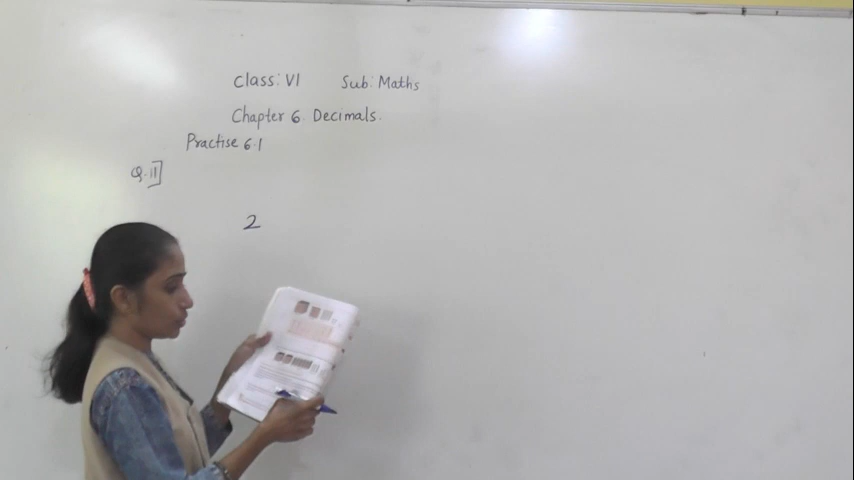 Class: VI Sub: Maths
Chapter 6. Decimals.
Practise 6.1
Q.11]
2